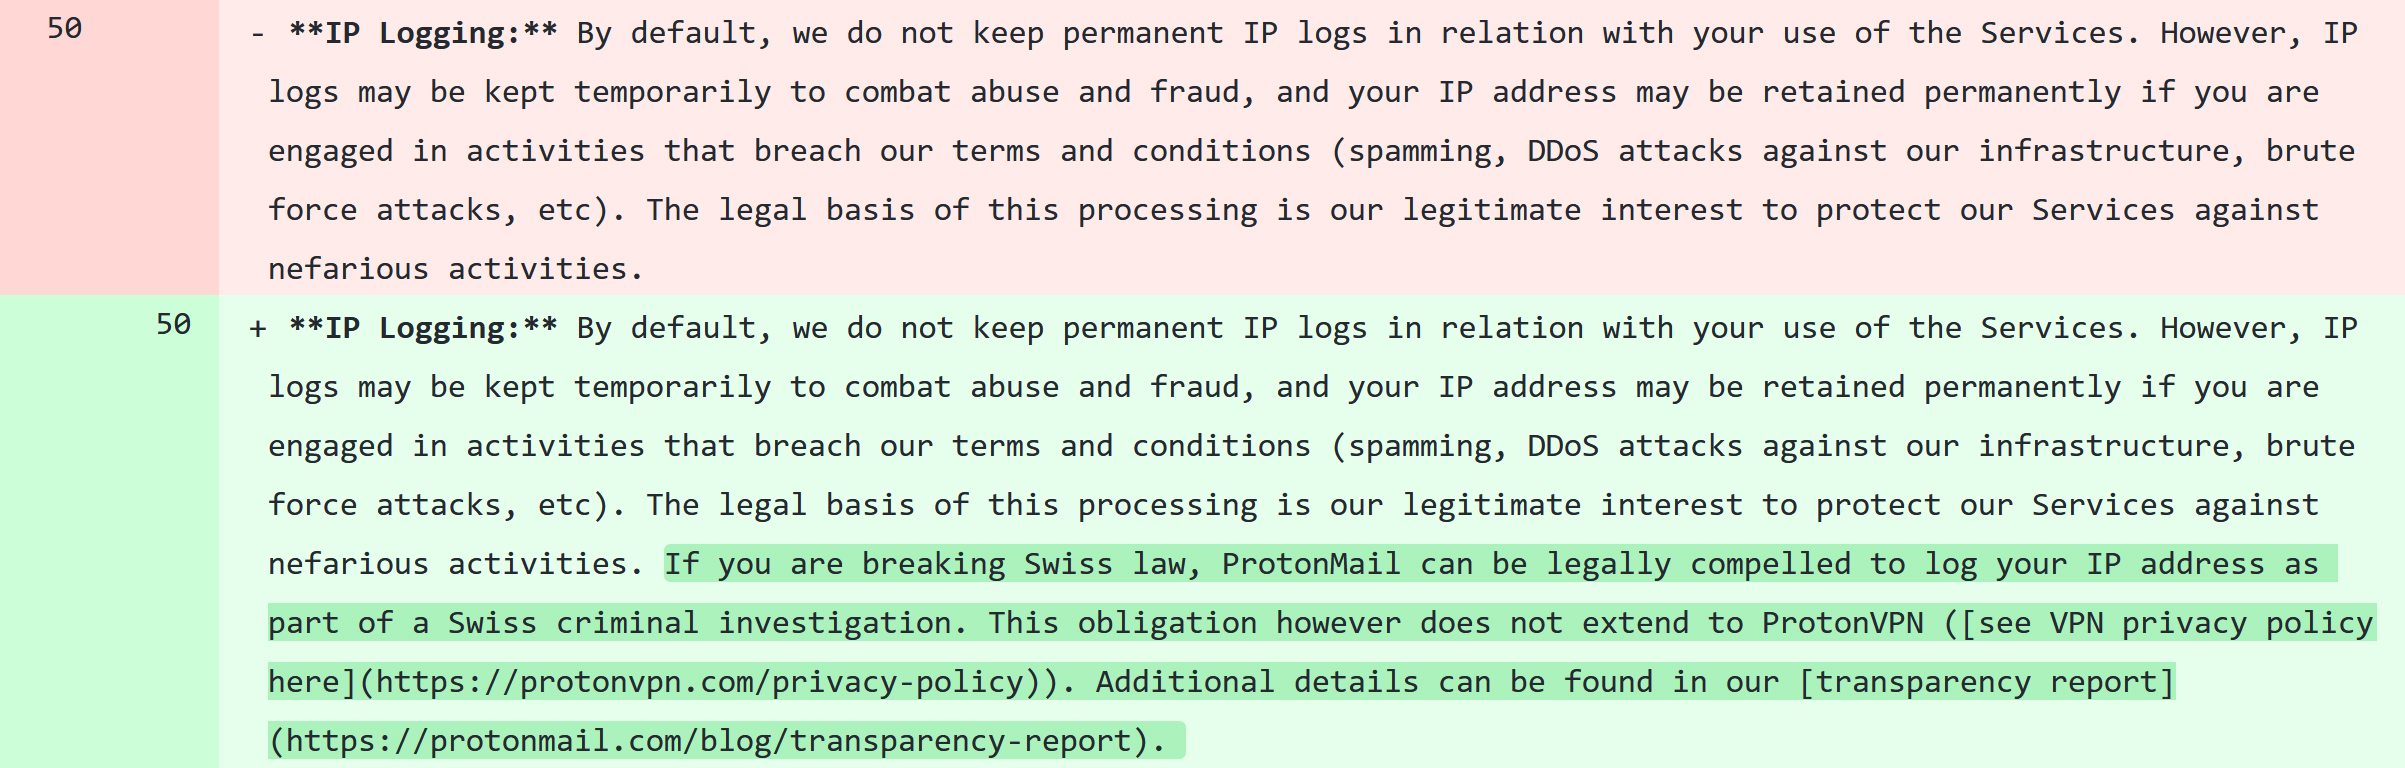 50 - **IP Logging:** By default, we do not keep permanent IP logs in relation with your use of the Services. However, IP
logs may be kept temporarily to combat abuse and fraud, and your IP address may be retained permanently if you are
engaged in activities that breach our terms and conditions (spamming, DDoS attacks against our infrastructure, brute
force attacks, etc). The legal basis of this processing is our legitimate interest to protect our Services against
nefarious activities.
50 + **IP Logging:** By default, we do not keep permanent IP logs in relation with your use of the Services. However, IP
logs may be kept temporarily to combat abuse and fraud, and your IP address may be retained permanently if you are
engaged in activities that breach our terms and conditions (spamming, DDoS attacks against our infrastructure, brute
force attacks, etc). The legal basis of this processing is our legitimate interest to protect our Services against
nefarious activities. If you are breaking Swiss law, ProtonMail can be legally compelled to log your IP address as
part of a Swiss criminal investigation. This obligation however does not extend to ProtonVPN ([see VPN privacy policy
here](https://protonvpn.com/privacy-policy)). Additional details can be found in our [transparency report]
(https://protonmail.com/blog/transparency-report).